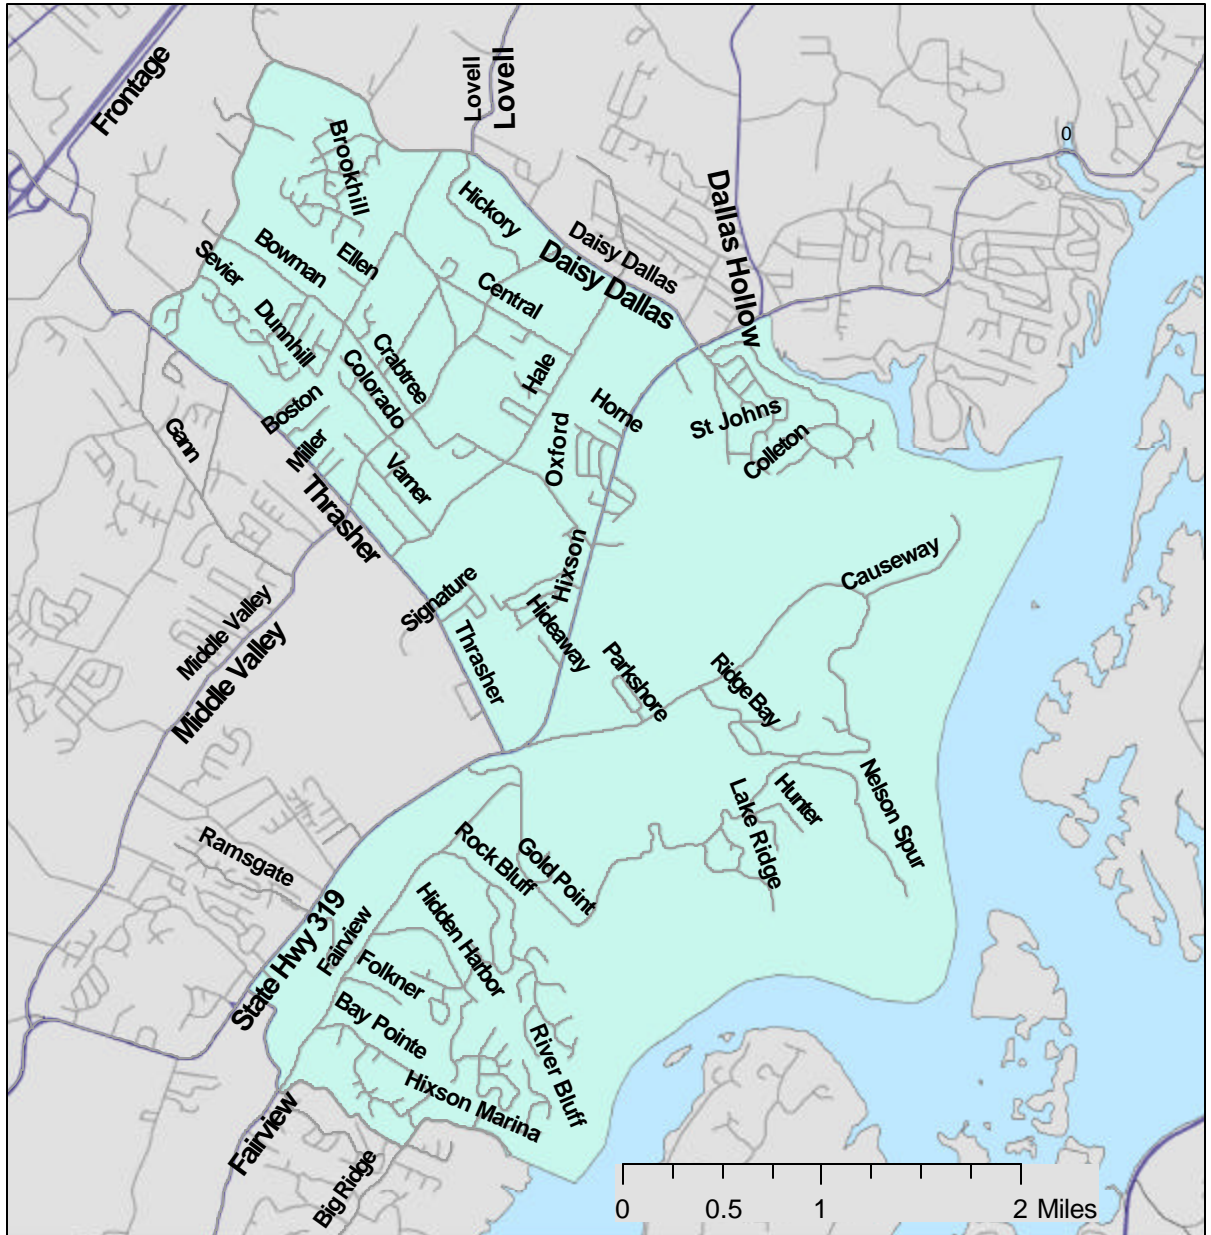 Frontage
Lovell
Lovell
0
Brookhill
Hickory
Dallas Hollow
Daisy Dallas
Daisy Dallas
Sevier
Bowman
Ellen
Central
Dunnhill
Colorado
Crabtree
Hale
Horne
Boston
Miller
Varner
Oxford
St Johns
Colleton
Gann
Thrasher
Hixson
Causeway
Signature
Hideaway
Middle Valley
Middle Valley
Thrasher
Parkshore
Ridge Bay
Nelson Spur
Hunter
Lake Ridge
Ramsgate
Rock Bluff
Gold Point
State Hwy 319
Fairview
Hidden Harbor
Folkner
Bay Pointe
River Bluff
Hixson Marina
Fairview
Big Ridge
0 0.5 1 2 Miles